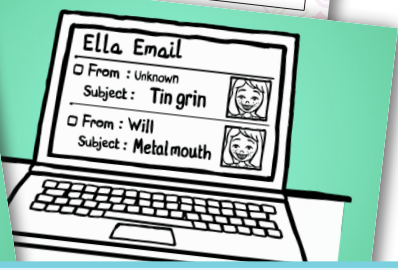 Ella Email
From : Unknown
Subject : Tin grin
From : Will
Subject : Metal mouth